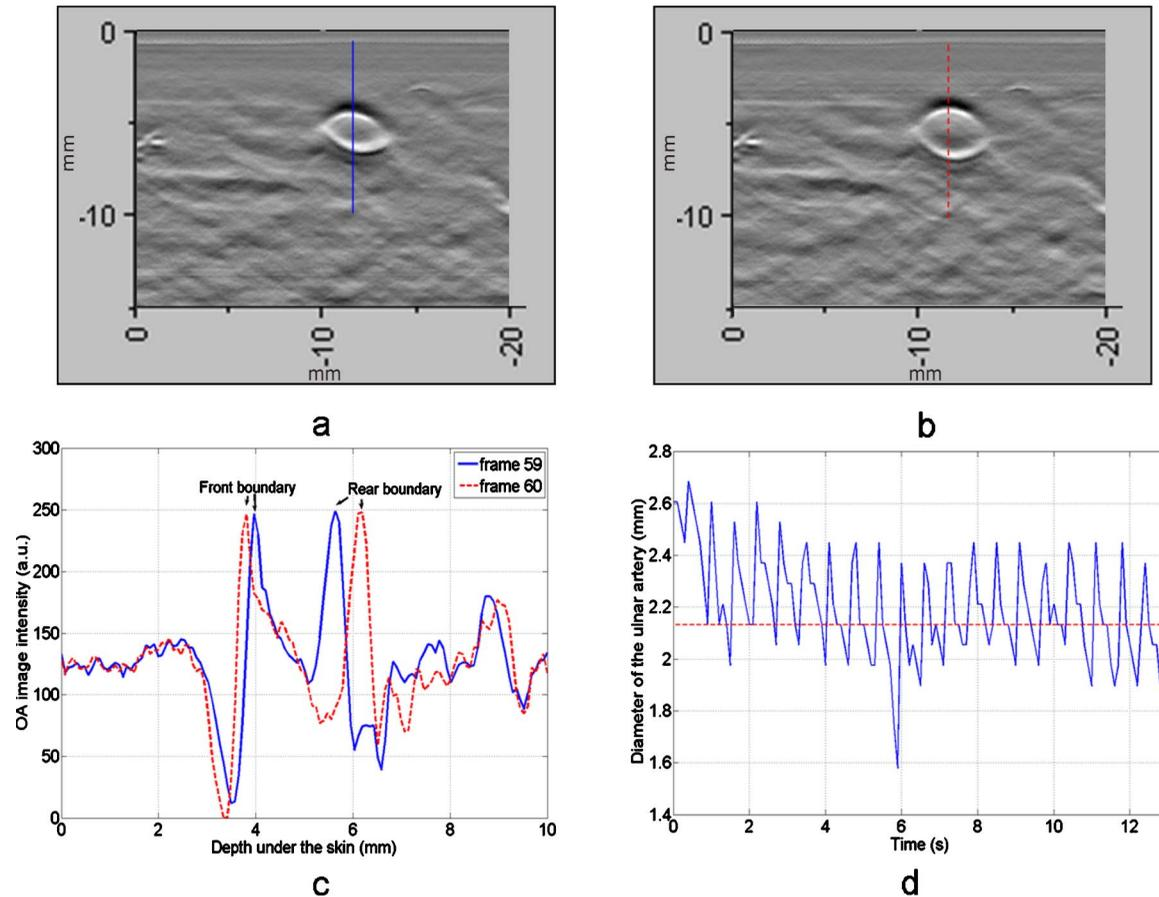 0
-10
mm
0
-10
-20
mm
a
0
-10
mm
0
-10
-20
mm
b
300
250
200
150
100
50
0
OA image intensity (a.u.)
Front boundary
Rear boundary
frame 59
frame 60
0 2 4 6 8 10
Depth under the skin (mm)
c
2.8
2.6
2.4
2.2
2
1.8
1.6
1.4
Diameter of the ulnar artery (mm)
0 2 4 6 8 10 12
Time (s)
d